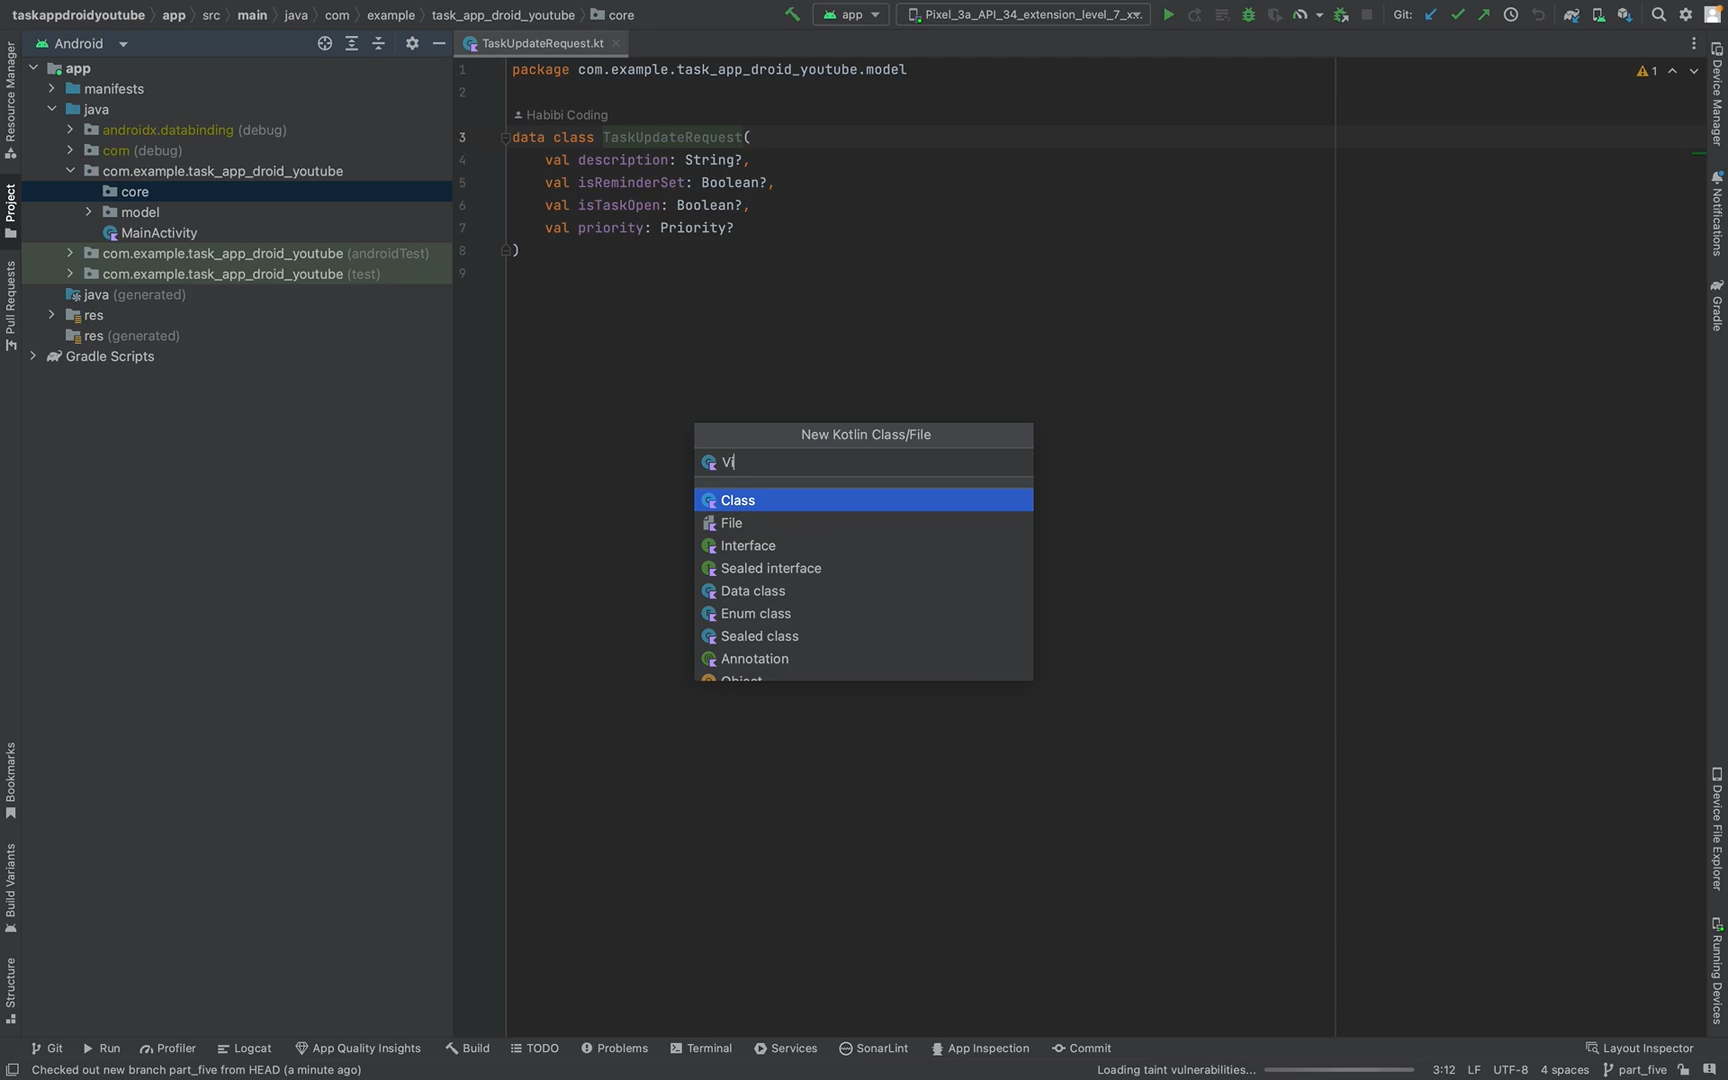 taskappdroidyoutube app src main java com example task_app_droid_youtube core
app Pixel_3a_API_34_extension_level_7_x… Git:
Android
TaskUpdateRequest.kt
Resource Manager
Project
Pull Requests
Bookmarks
Build Variants
Structure
app
manifests
java
androidx.databinding (debug)
com (debug)
com.example.task_app_droid_youtube
core
model
MainActivity
com.example.task_app_droid_youtube (androidTest)
com.example.task_app_droid_youtube (test)
java (generated)
res
res (generated)
Gradle Scripts
1 package com.example.task_app_droid_youtube.model
2
Habibi Coding
3 data class TaskUpdateRequest(
4 val description: String?,
5 val isReminderSet: Boolean?,
6 val isTaskOpen: Boolean?,
7 val priority: Priority?
8 )
9
1
New Kotlin Class/File
Vi
Class
File
Interface
Sealed interface
Data class
Enum class
Sealed class
Annotation
Object
Device Manager
Notifications
Gradle
Device File Explorer
Running Devices
Git Run Profiler Logcat App Quality Insights Build TODO Problems Terminal Services SonarLint App Inspection Commit Layout Inspector
Checked out new branch part_five from HEAD (a minute ago) Loading taint vulnerabilities... 3:12 LF UTF-8 4 spaces part_five